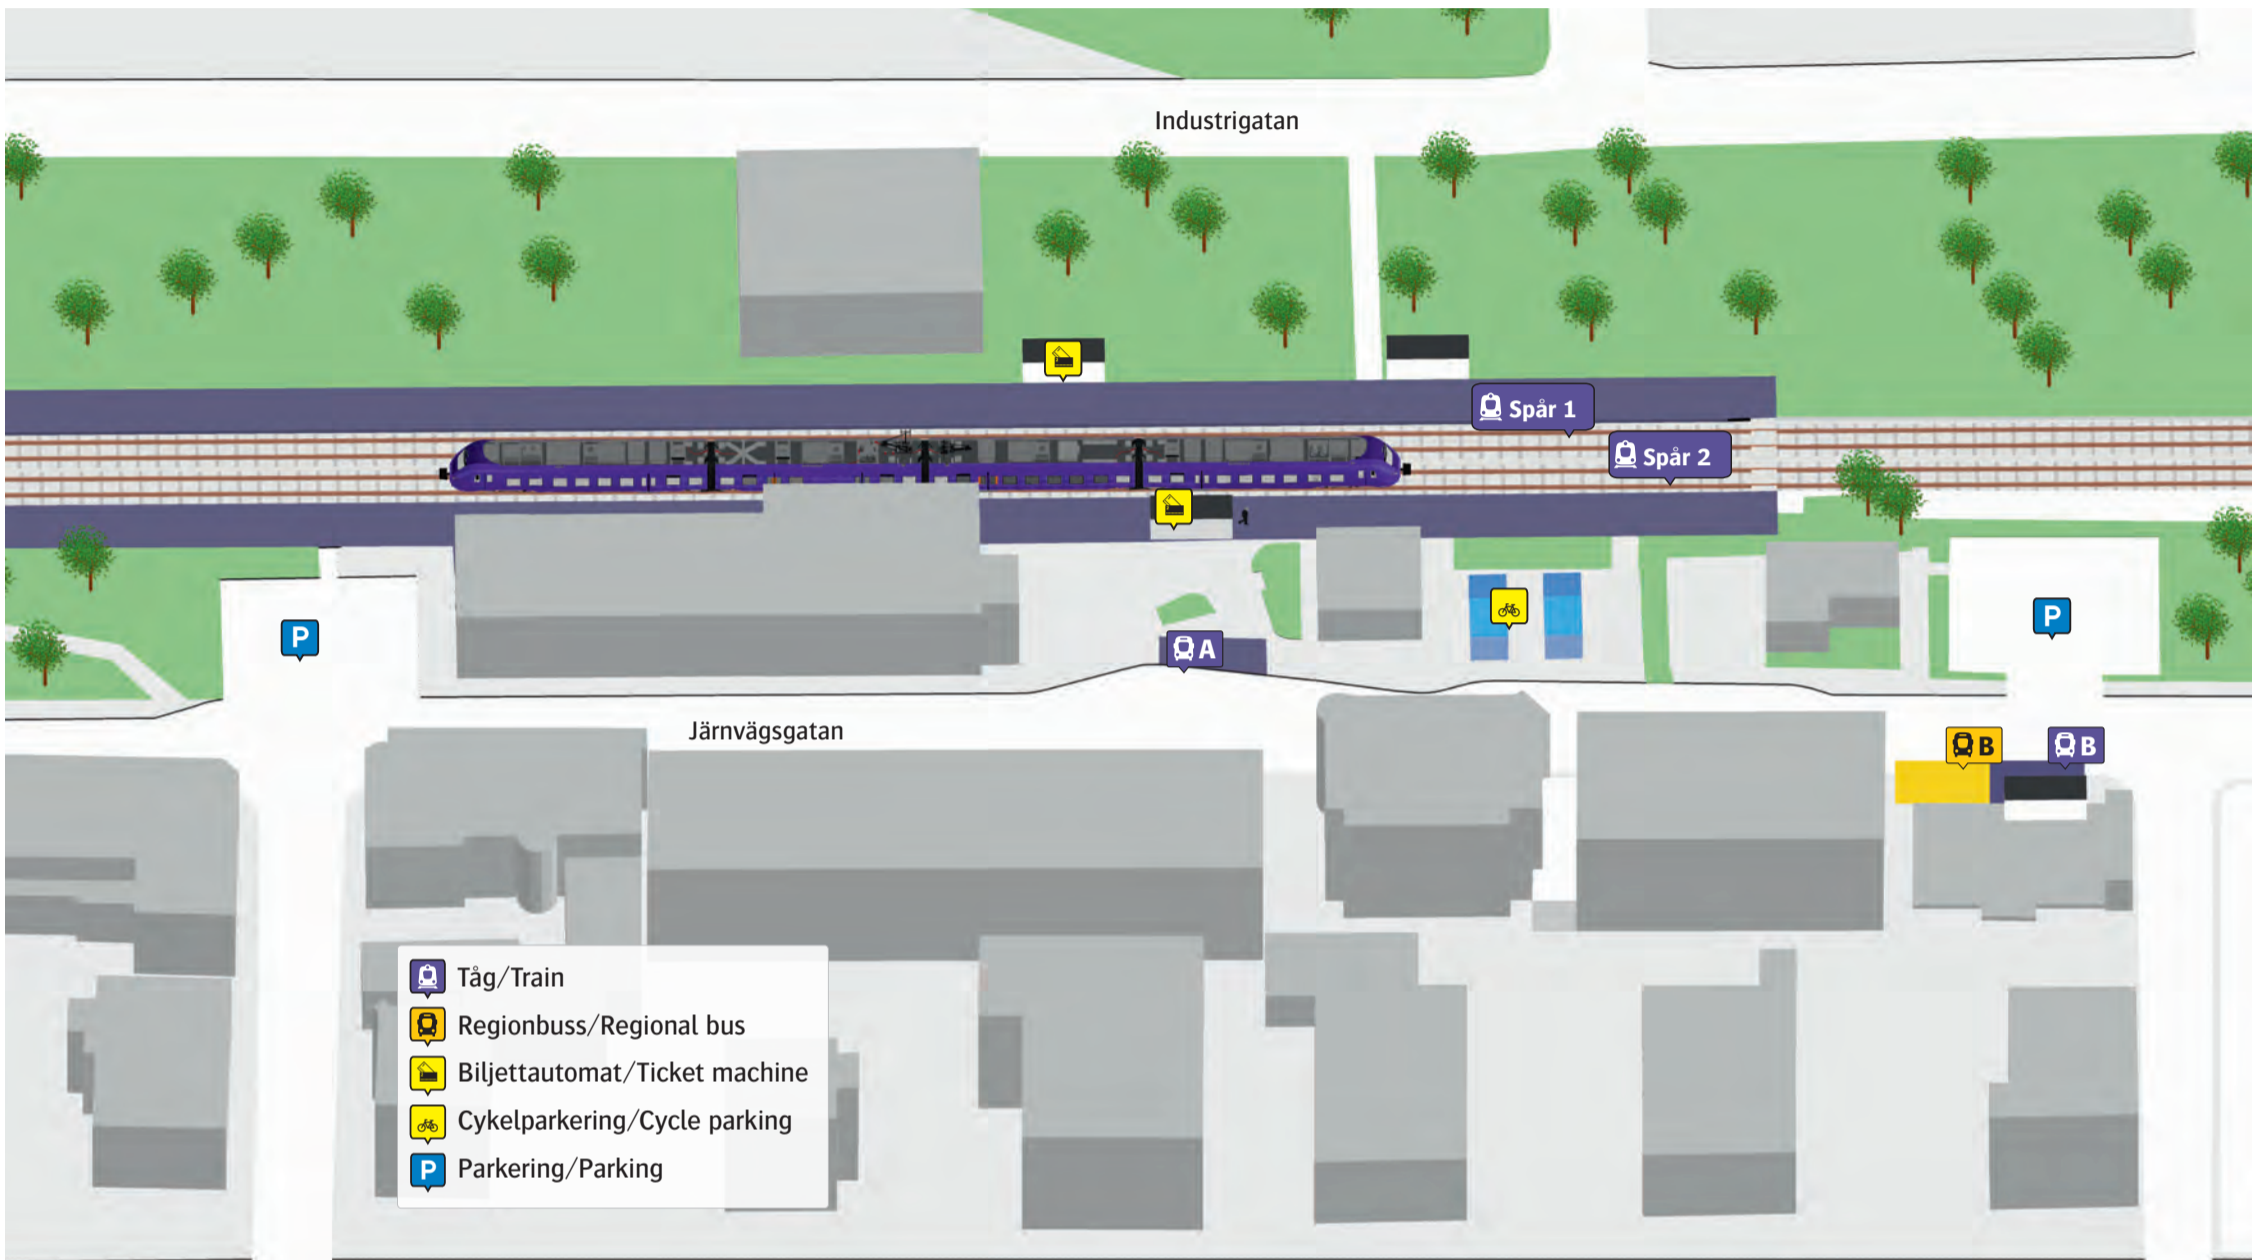 Industrigatan
Spår 1
Spår 2
P
A
P
Järnvägsgatan
B
B
Tåg/Train
Regionbuss/Regional bus
Biljettautomat/Ticket machine
Cykelparkering/Cycle parking
P Parkering/Parking